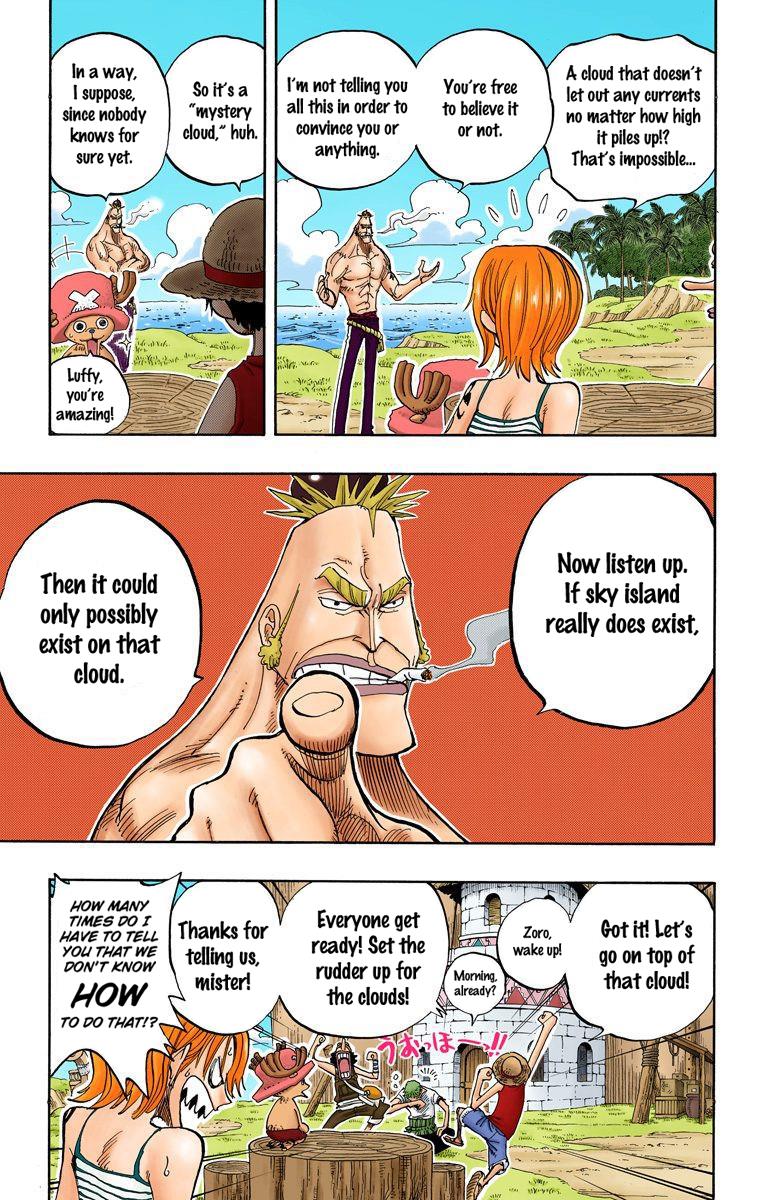 A cloud that doesn't
let out any currents
no matter how high
it piles up!?
That's impossible...
You're free
to believe it
or not.
I'm not telling you
all this in order to
convince you or
anything.
So it's a
"mystery
cloud," huh.
In a way,
I suppose,
since nobody
knows for
sure yet.
Luffy,
you're
amazing!
Now listen up.
If sky island
really does exist,
Then it could
only possibly
exist on that
cloud.
Got it! Let's
go on top of
that cloud!
Zoro,
wake up!
Morning,
already?
Everyone get
ready! Set the
rudder up for
the clouds!
うおっほーっ!!
Thanks for
telling us,
mister!
HOW MANY
TIMES DO I
HAVE TO TELL
YOU THAT WE
DON'T KNOW
HOW
TO DO THAT!?